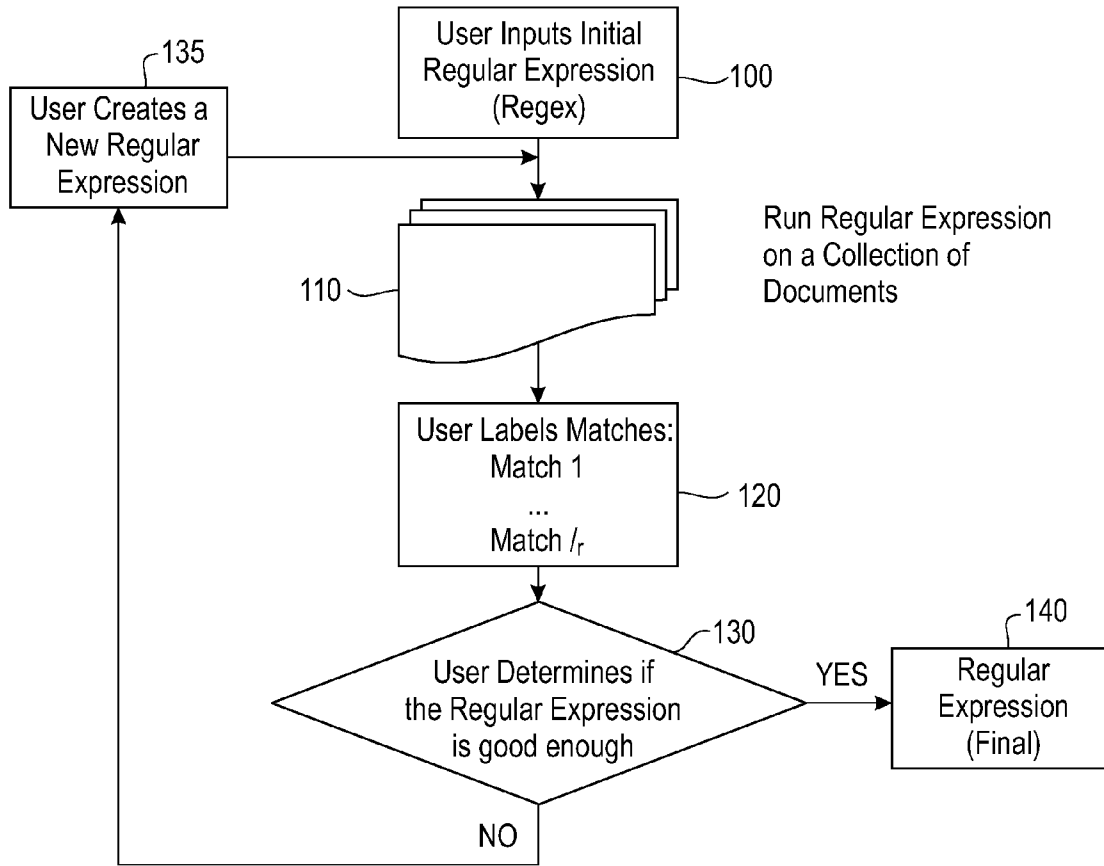 User Inputs Initial
Regular Expression
(Regex)
100
135
User Creates a
New Regular
Expression
110
Run Regular Expression
on a Collection of
Documents
User Labels Matches:
Match 1
...
Match /r
120
130
User Determines if
the Regular Expression
is good enough
YES
NO
140
Regular
Expression
(Final)